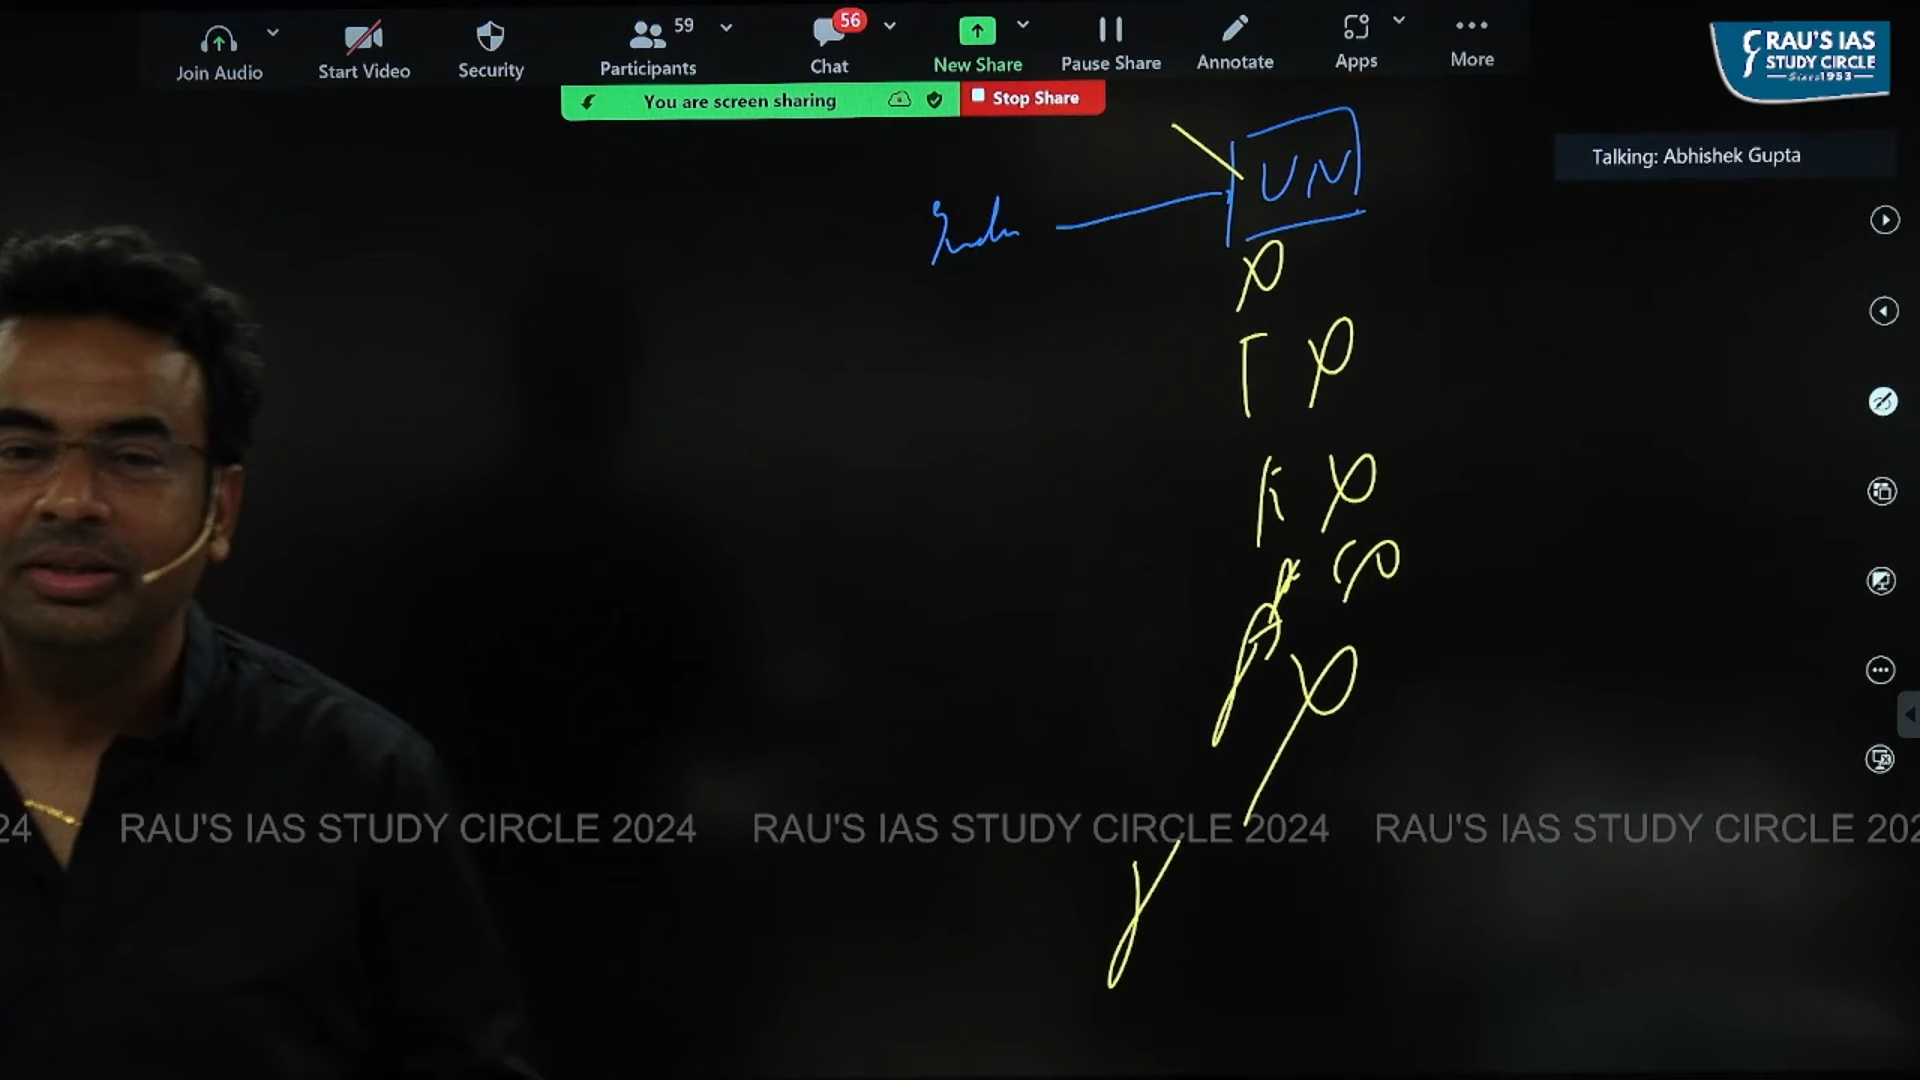 Join Audio
Start Video
Security
Participants 59
Chat 56
New Share
Pause Share
Annotate
Apps
More
RAU'S IAS
STUDY CIRCLE
Since 1953
You are screen sharing
Stop Share
Talking: Abhishek Gupta
UN
24 RAU'S IAS STUDY CIRCLE 2024 RAU'S IAS STUDY CIRCLE 2024 RAU'S IAS STUDY CIRCLE 202